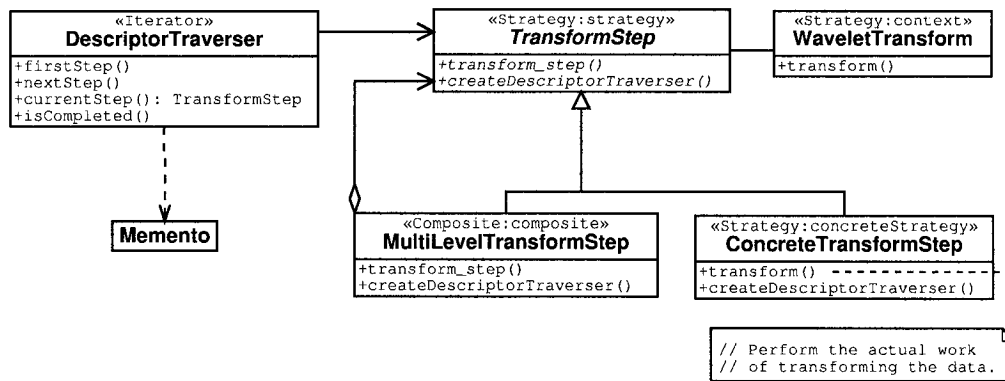 «Iterator»
DescriptorTraverser
+firstStep()
+nextStep()
+currentStep(): TransformStep
+isCompleted()
«Strategy:strategy»
TransformStep
+transform_step()
+createDescriptorTraverser()
«Strategy:context»
WaveletTransform
+transform()
Memento
«Composite:composite»
MultiLevelTransformStep
+transform_step()
+createDescriptorTraverser()
«Strategy:concreteStrategy»
ConcreteTransformStep
+transform()
+createDescriptorTraverser()
// Perform the actual work
// of transforming the data.